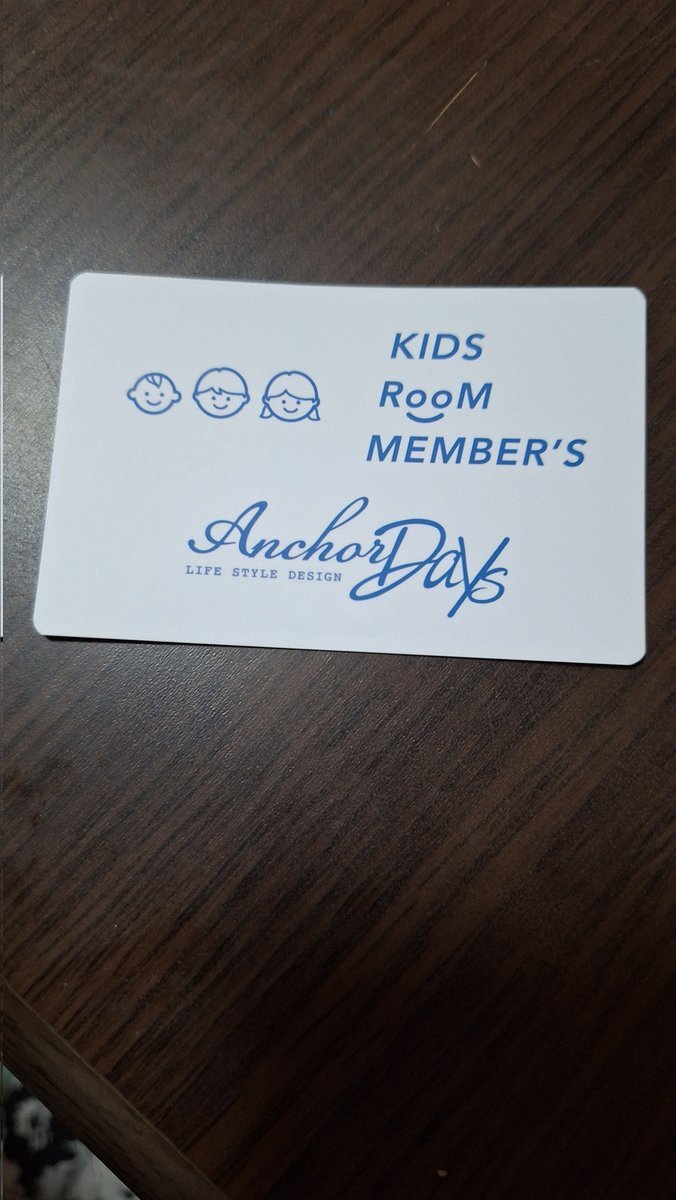 KIDS
RooM
MEMBER'S
AnchorDays
LIFE STYLE DESIGN